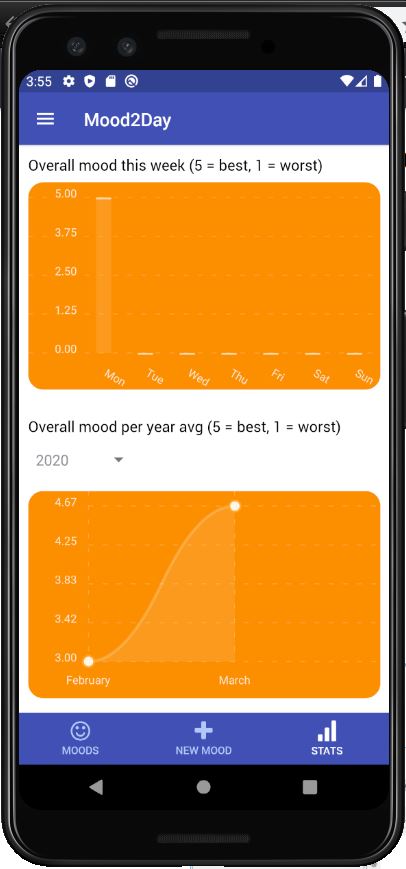 3:55
Mood2Day
Overall mood this week (5 = best, 1 = worst)
5.00
3.75
2.50
1.25
0.00
Mon Tue Wed Thu Fri Sat Sun
Overall mood per year avg (5 = best, 1 = worst)
2020
4.67
4.25
3.83
3.42
3.00
February March
MOODS NEW MOOD STATS